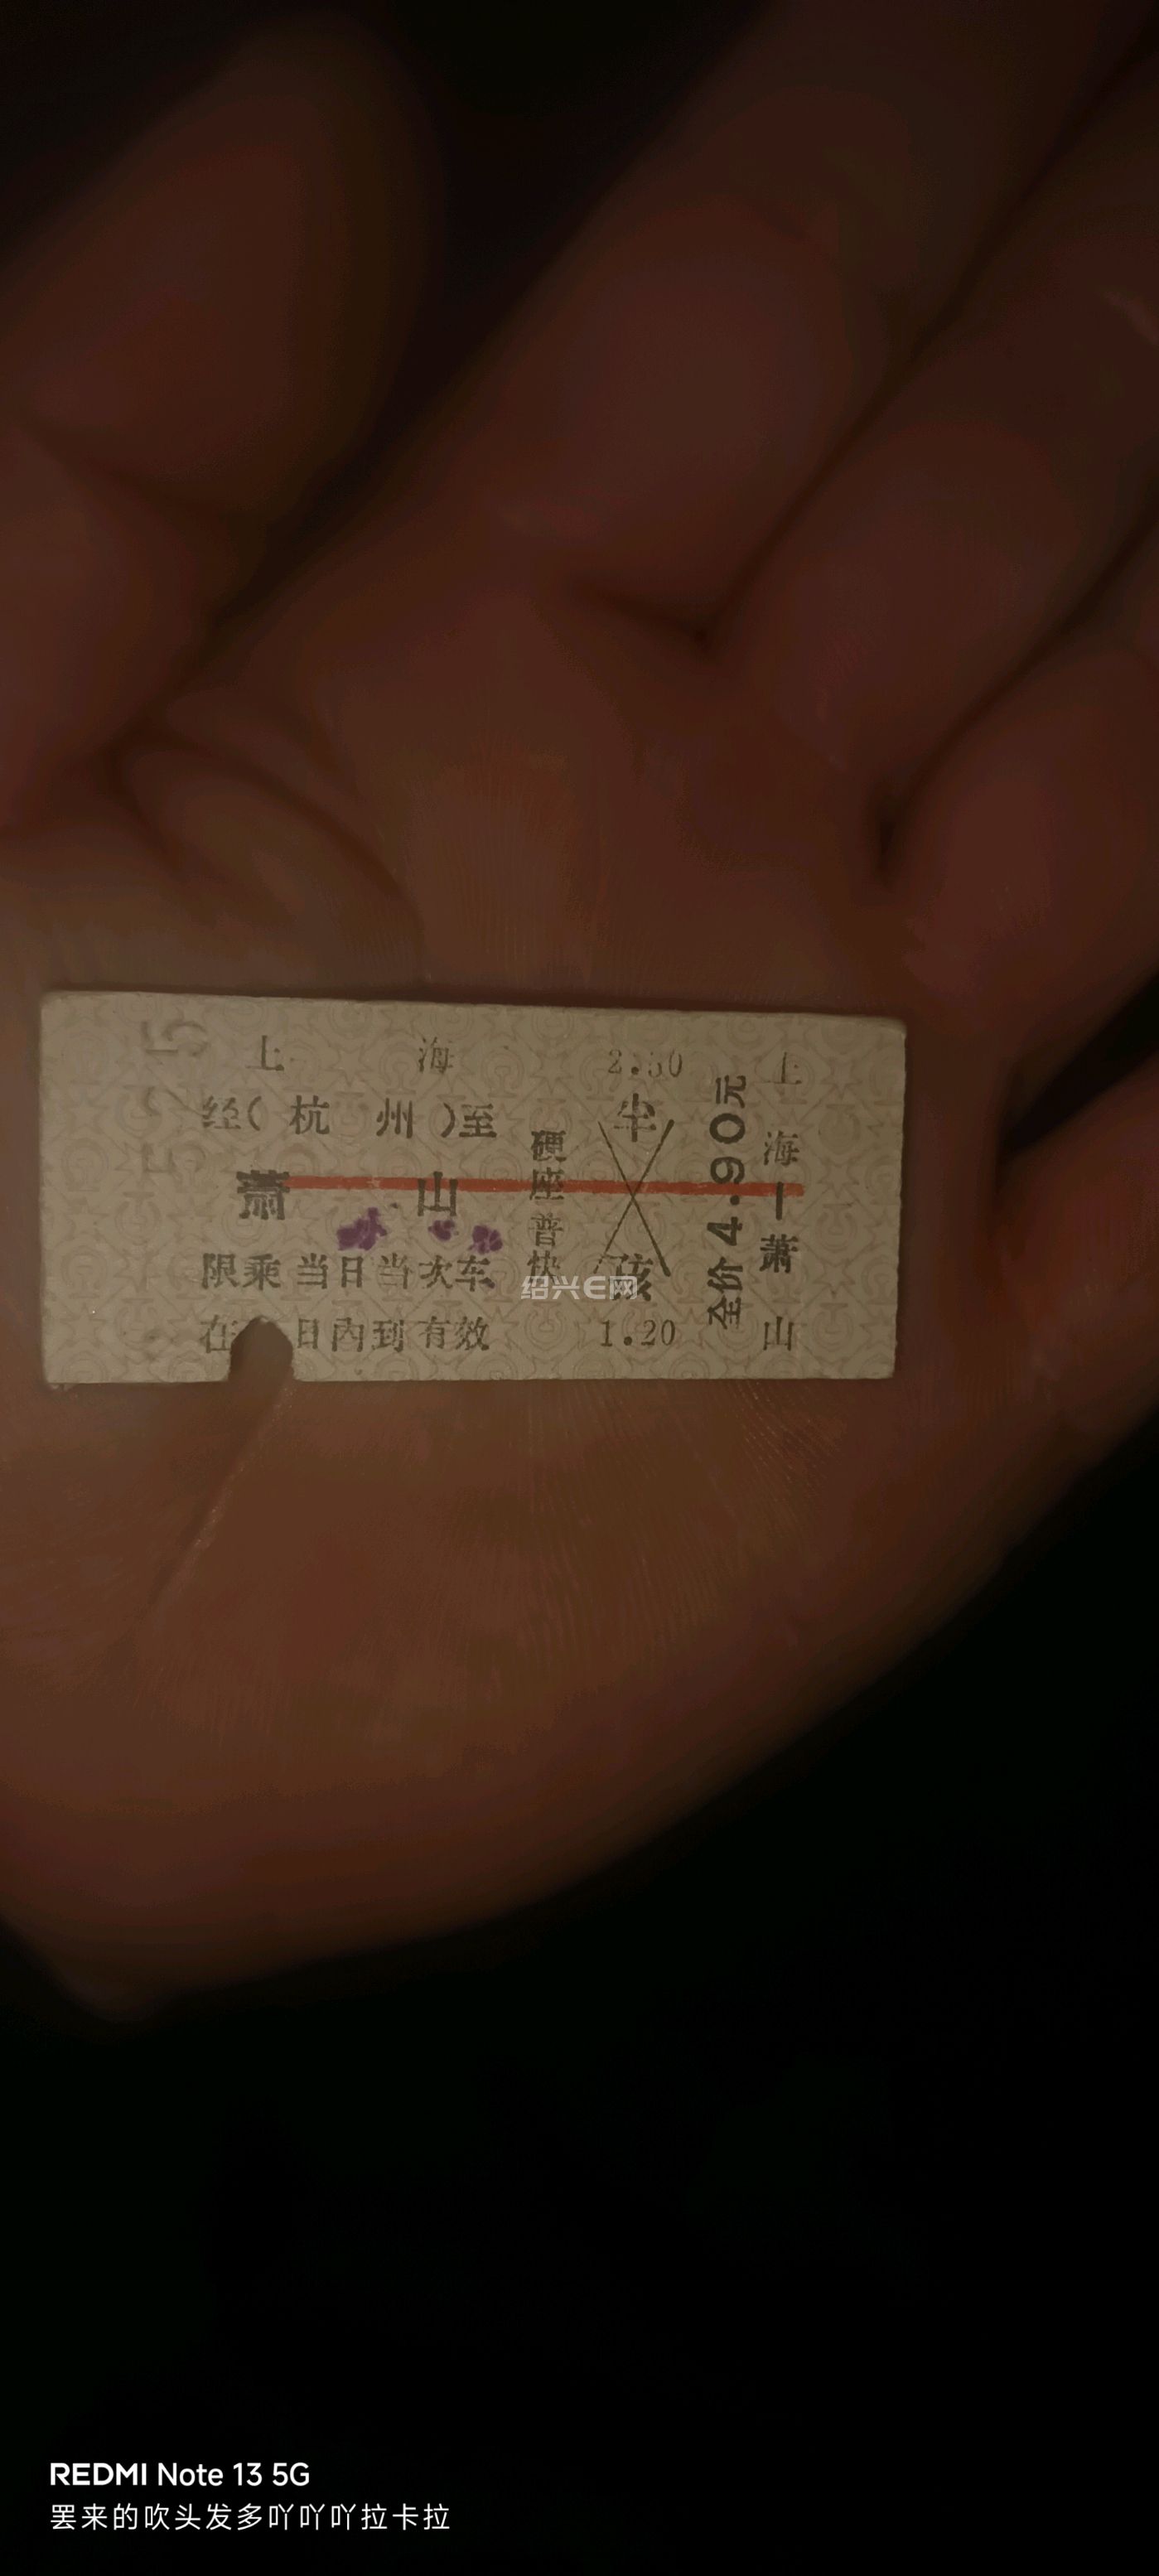 上 海
经(杭 州)至
萧 山
限乘当日当次车
在 日内到有效
硬座普快
半
孩
1.20
全价4.90元
上海—萧山
绍兴E网
REDMI Note 13 5G
罢来的吹头发多吖吖吖拉卡拉